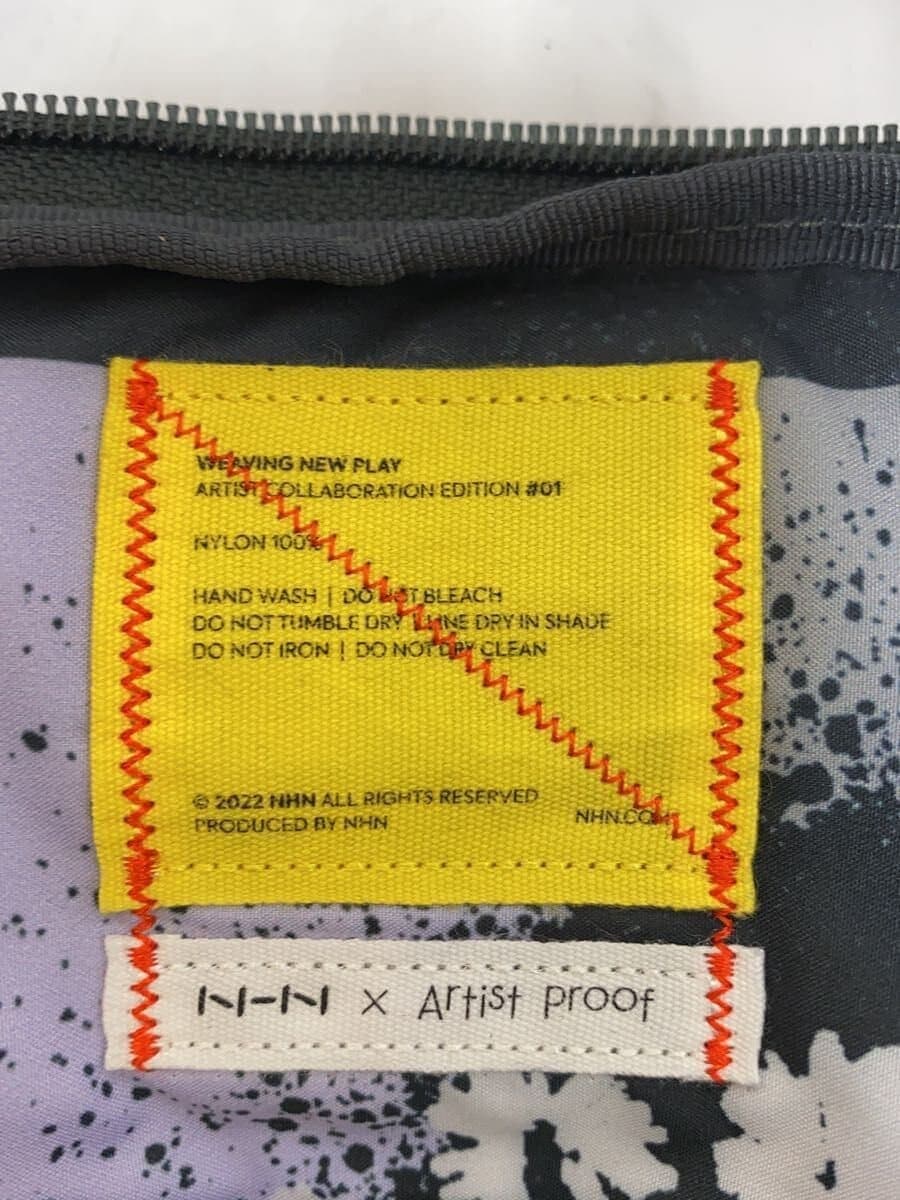 WEAVING NEW PLAY
ARTIST COLLABORATION EDITION #01
NYLON 100%
HAND WASH | DO NOT BLEACH
DO NOT TUMBLE DRY | LINE DRY IN SHADE
DO NOT IRON | DO NOT DRY CLEAN
© 2022 NHN ALL RIGHTS RESERVED
PRODUCED BY NHN
NHN.COM
NHN × Artist proof